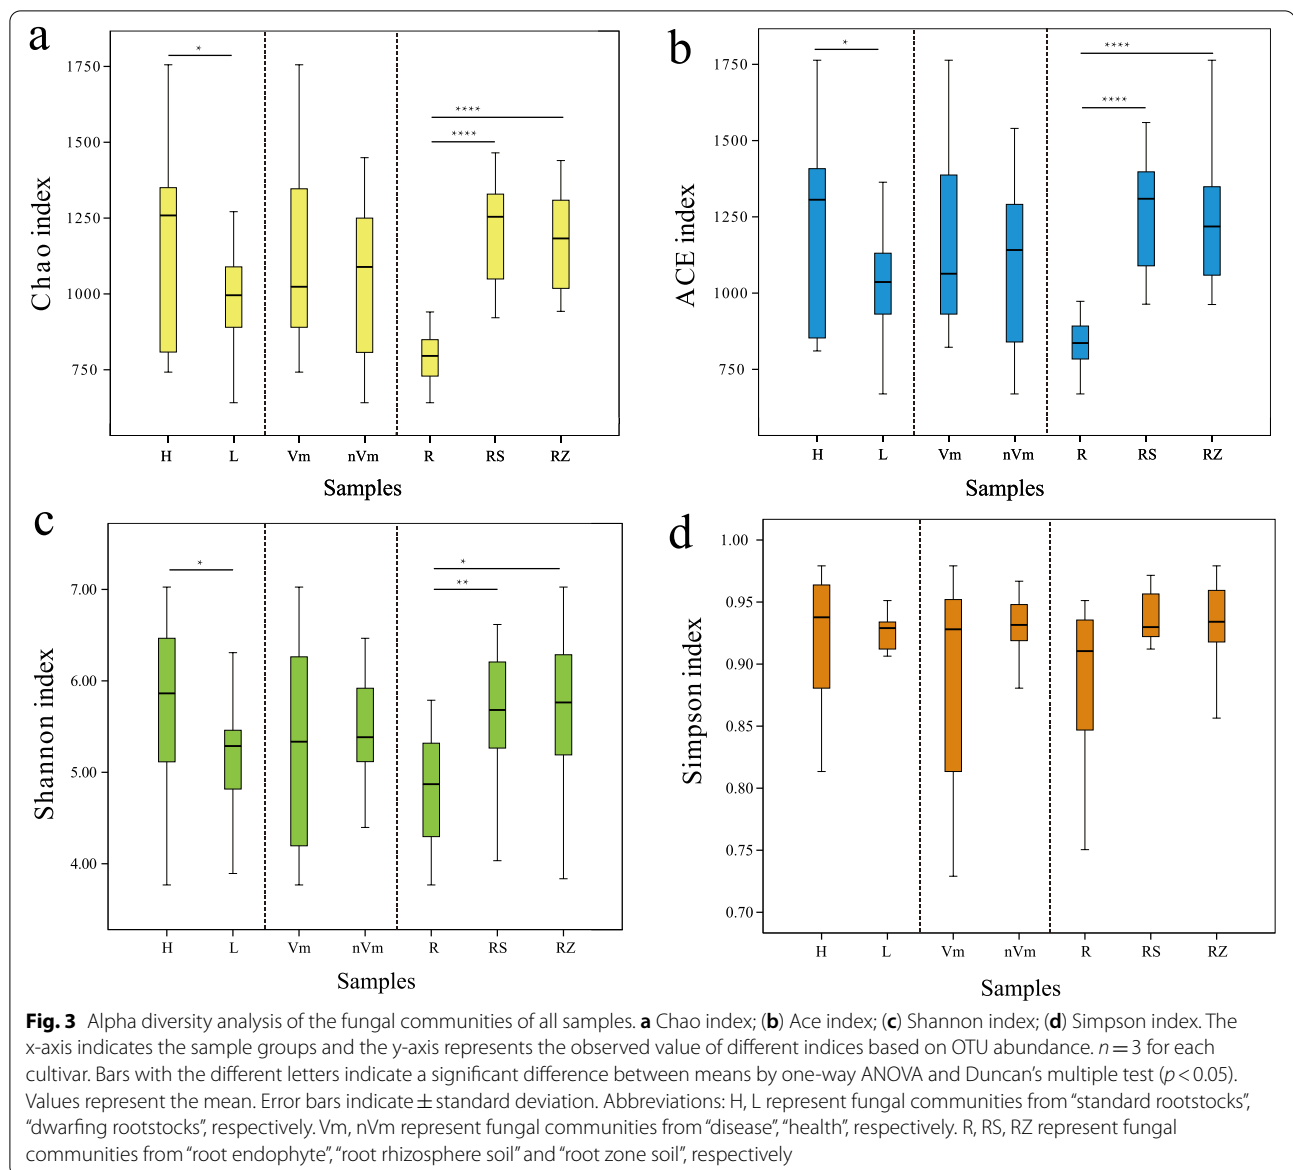 a
Chao index
1750
1500
1250
1000
750
*
****
****
H L Vm nVm R RS RZ
Samples
b
ACE index
1750
1500
1250
1000
750
*
****
****
H L Vm nVm R RS RZ
Samples
c
Shannon index
7.00
6.00
5.00
4.00
*
*
**
H L Vm nVm R RS RZ
Samples
d
Simpson index
1.00
0.95
0.90
0.85
0.80
0.75
0.70
H L Vm nVm R RS RZ
Samples
Fig. 3 Alpha diversity analysis of the fungal communities of all samples. a Chao index; (b) Ace index; (c) Shannon index; (d) Simpson index. The
x-axis indicates the sample groups and the y-axis represents the observed value of different indices based on OTU abundance. n = 3 for each
cultivar. Bars with the different letters indicate a significant difference between means by one-way ANOVA and Duncan's multiple test (p < 0.05).
Values represent the mean. Error bars indicate ± standard deviation. Abbreviations: H, L represent fungal communities from “standard rootstocks”,
“dwarfing rootstocks”, respectively. Vm, nVm represent fungal communities from “disease”, “health”, respectively. R, RS, RZ represent fungal
communities from “root endophyte”, “root rhizosphere soil” and “root zone soil”, respectively